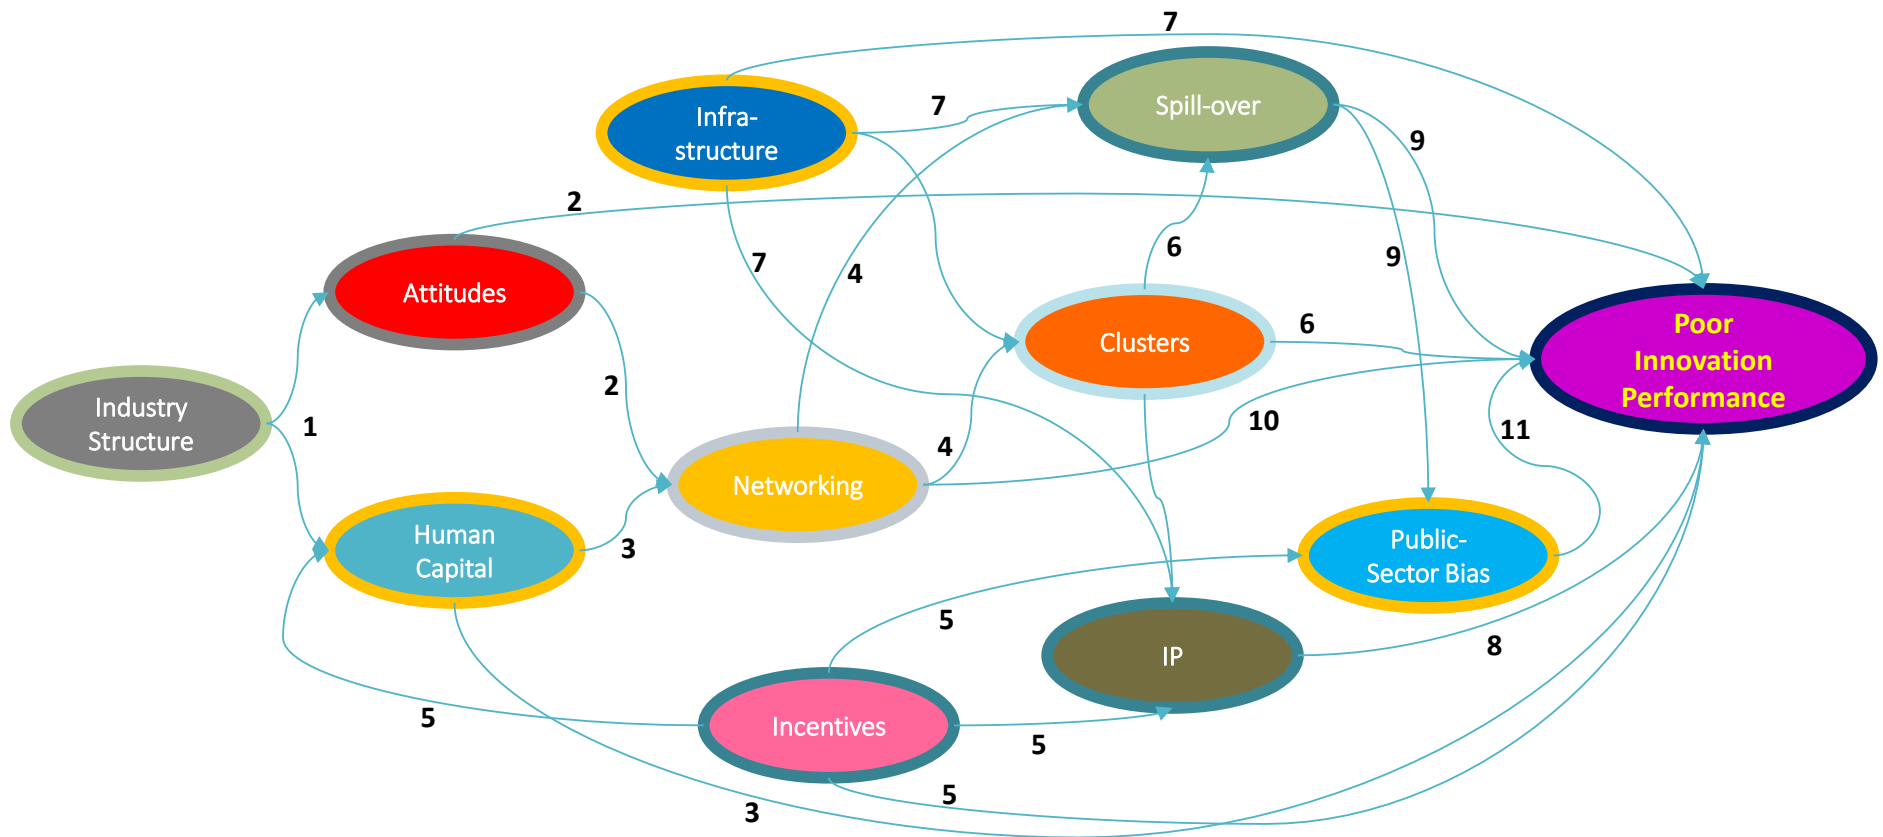 7
Infra-
structure
7
Spill-over
9
2
7
4
6
9
Attitudes
Clusters
6
Poor
Innovation
Performance
2
Industry
Structure
1
4
10
11
Networking
Human
Capital
3
Public-
Sector Bias
5
IP
8
5
Incentives
5
5
3